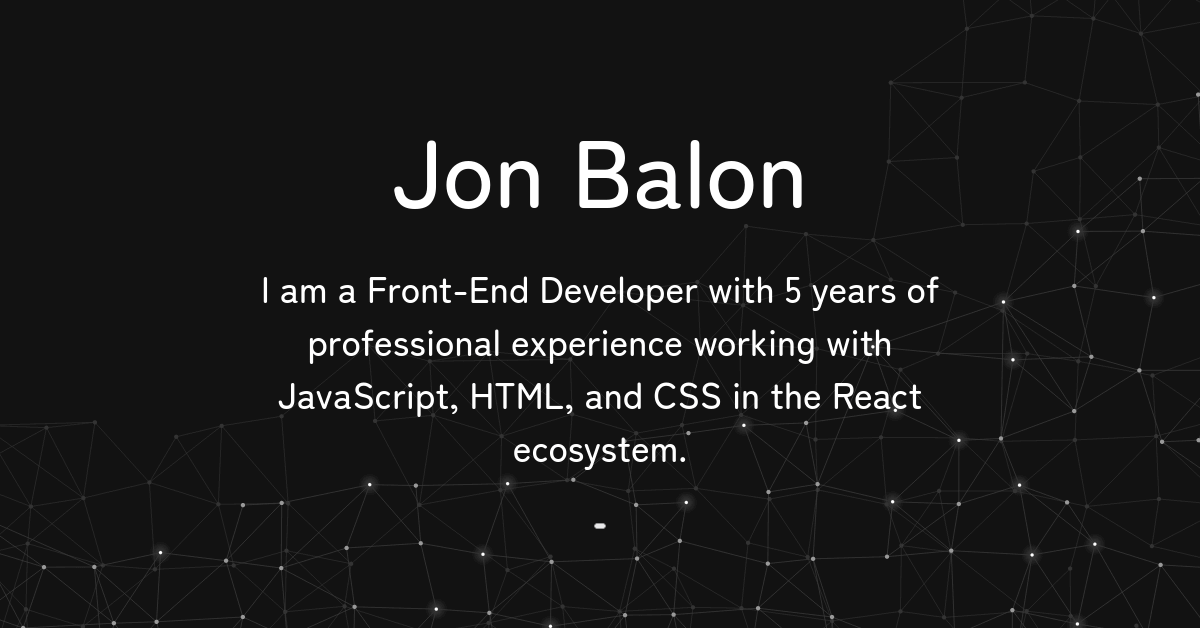 Jon Balon
I am a Front-End Developer with 5 years of
professional experience working with
JavaScript, HTML, and CSS in the React
ecosystem.
-